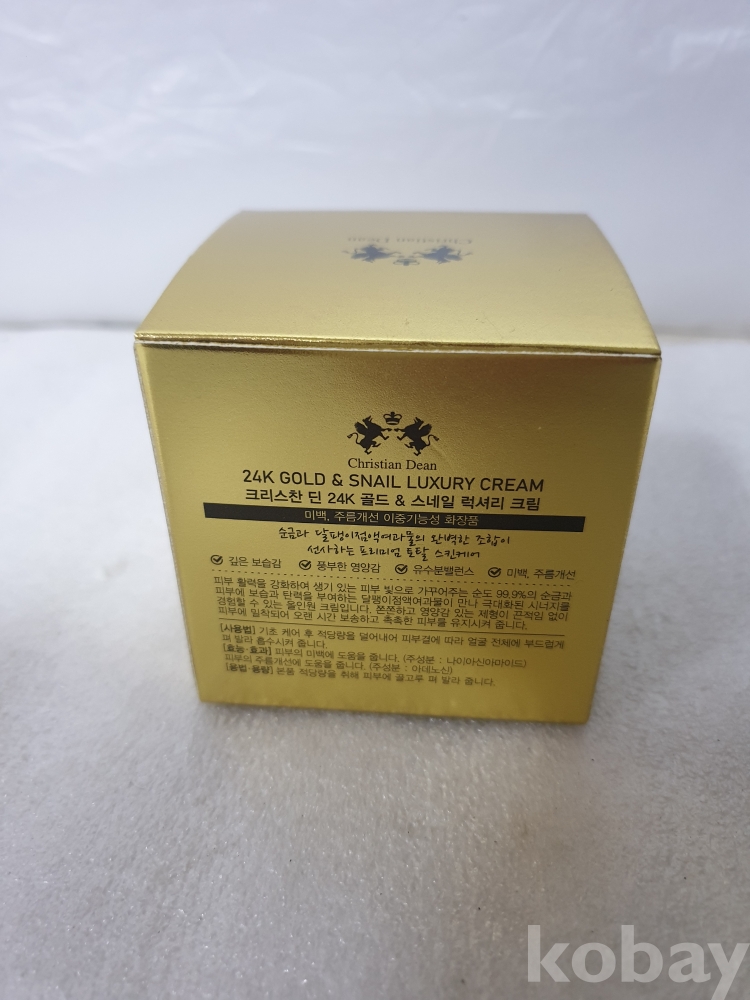 Christian Dean
Christian Dean
24K GOLD & SNAIL LUXURY CREAM
크리스찬 딘 24K 골드 & 스네일 럭셔리 크림
미백, 주름개선 이중기능성 화장품
순금과 달팽이점액여과물의 완벽한 조합이
선사하는 프리미엄 토탈 스킨케어
깊은 보습감 풍부한 영양감 유수분밸런스 미백, 주름개선
피부 활력을 강화하여 생기 있는 피부 빛으로 가꾸어주는 순도 99.9%의 순금과
피부에 보습과 탄력을 부여하는 달팽이점액여과물이 만나 극대화된 시너지를
경험할 수 있는 올인원 크림입니다. 쫀쫀하고 영양감 있는 제형이 끈적임 없이
피부에 밀착되어 오랜 시간 보송하고 촉촉한 피부를 유지시켜 줍니다.
[사용법] 기초 케어 후 적당량을 덜어내어 피부결에 따라 얼굴 전체에 부드럽게
펴 발라 흡수시켜 줍니다.
[효능·효과] 피부의 미백에 도움을 줍니다. (주성분 : 나이아신아마이드)
피부의 주름개선에 도움을 줍니다. (주성분 : 아데노신)
[용법·용량] 본품 적당량을 취해 피부에 골고루 펴 발라 줍니다.
kobay